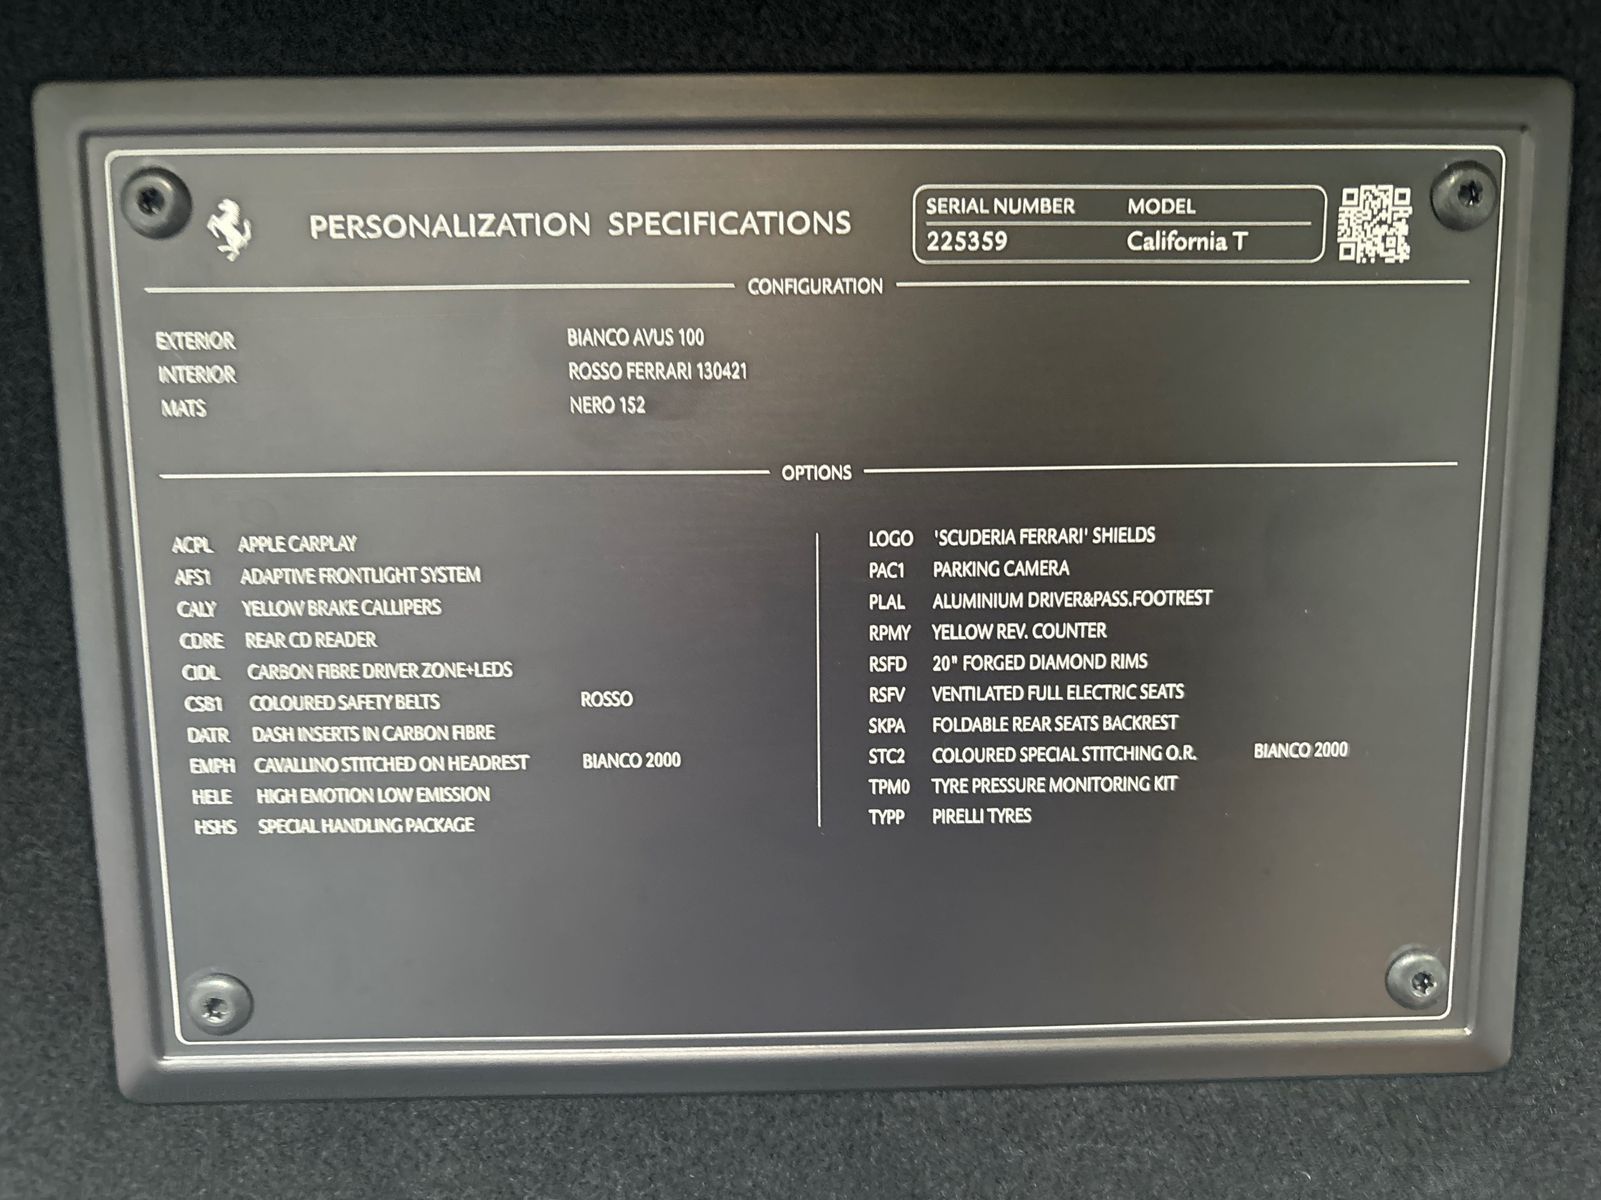 PERSONALIZATION SPECIFICATIONS
SERIAL NUMBER MODEL
225359 California T
CONFIGURATION
EXTERIOR BIANCO AVUS 100
INTERIOR ROSSO FERRARI 130421
MATS NERO 152
OPTIONS
ACPL APPLE CARPLAY
AFS1 ADAPTIVE FRONTLIGHT SYSTEM
CALY YELLOW BRAKE CALLIPERS
CDRE REAR CD READER
CIDL CARBON FIBRE DRIVER ZONE+LEDS
CSB1 COLOURED SAFETY BELTS ROSSO
DATR DASH INSERTS IN CARBON FIBRE
EMPH CAVALLINO STITCHED ON HEADREST BIANCO 2000
HELE HIGH EMOTION LOW EMISSION
HSHS SPECIAL HANDLING PACKAGE
LOGO 'SCUDERIA FERRARI' SHIELDS
PAC1 PARKING CAMERA
PLAL ALUMINIUM DRIVER&PASS.FOOTREST
RPMY YELLOW REV. COUNTER
RSFD 20" FORGED DIAMOND RIMS
RSFV VENTILATED FULL ELECTRIC SEATS
SKPA FOLDABLE REAR SEATS BACKREST
STC2 COLOURED SPECIAL STITCHING O.R. BIANCO 2000
TPM0 TYRE PRESSURE MONITORING KIT
TYPP PIRELLI TYRES